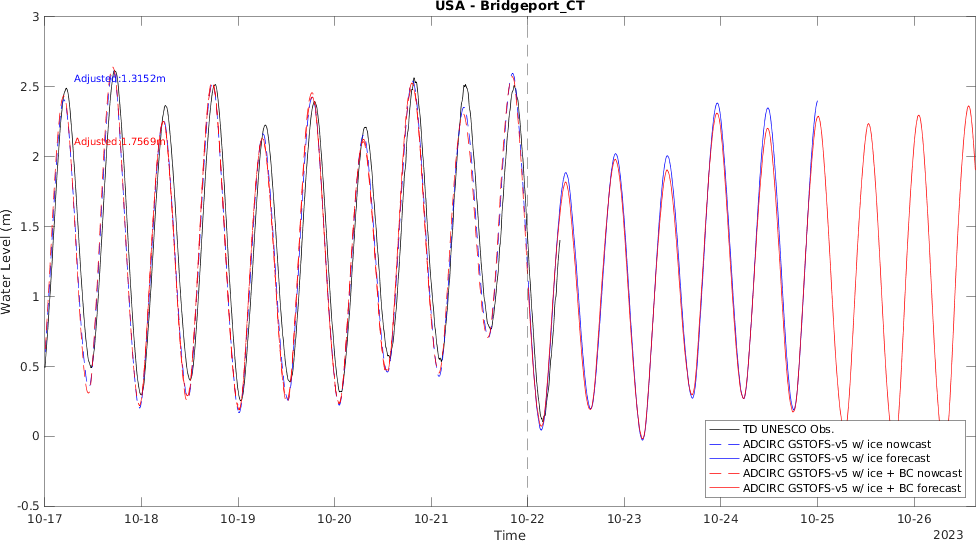 USA - Bridgeport_CT
3
2.5
2
1.5
1
0.5
0
-0.5
Water Level (m)
Adjusted:1.3152m
Adjusted:1.7569m
TD UNESCO Obs.
ADCIRC GSTOFS-v5 w/ ice nowcast
ADCIRC GSTOFS-v5 w/ ice forecast
ADCIRC GSTOFS-v5 w/ ice + BC nowcast
ADCIRC GSTOFS-v5 w/ ice + BC forecast
10-17 10-18 10-19 10-20 10-21 10-22 10-23 10-24 10-25 10-26
Time
2023